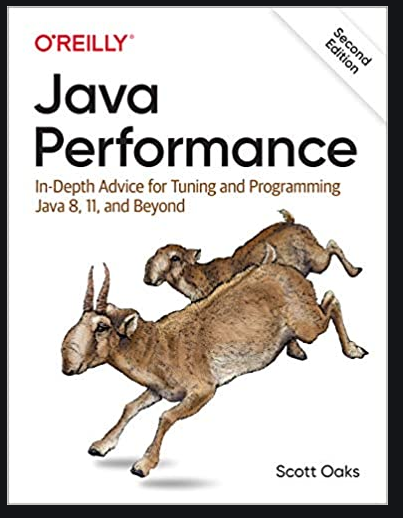 O'REILLY®
Second
Edition
Java
Performance
In-Depth Advice for Tuning and Programming
Java 8, 11, and Beyond
Scott Oaks